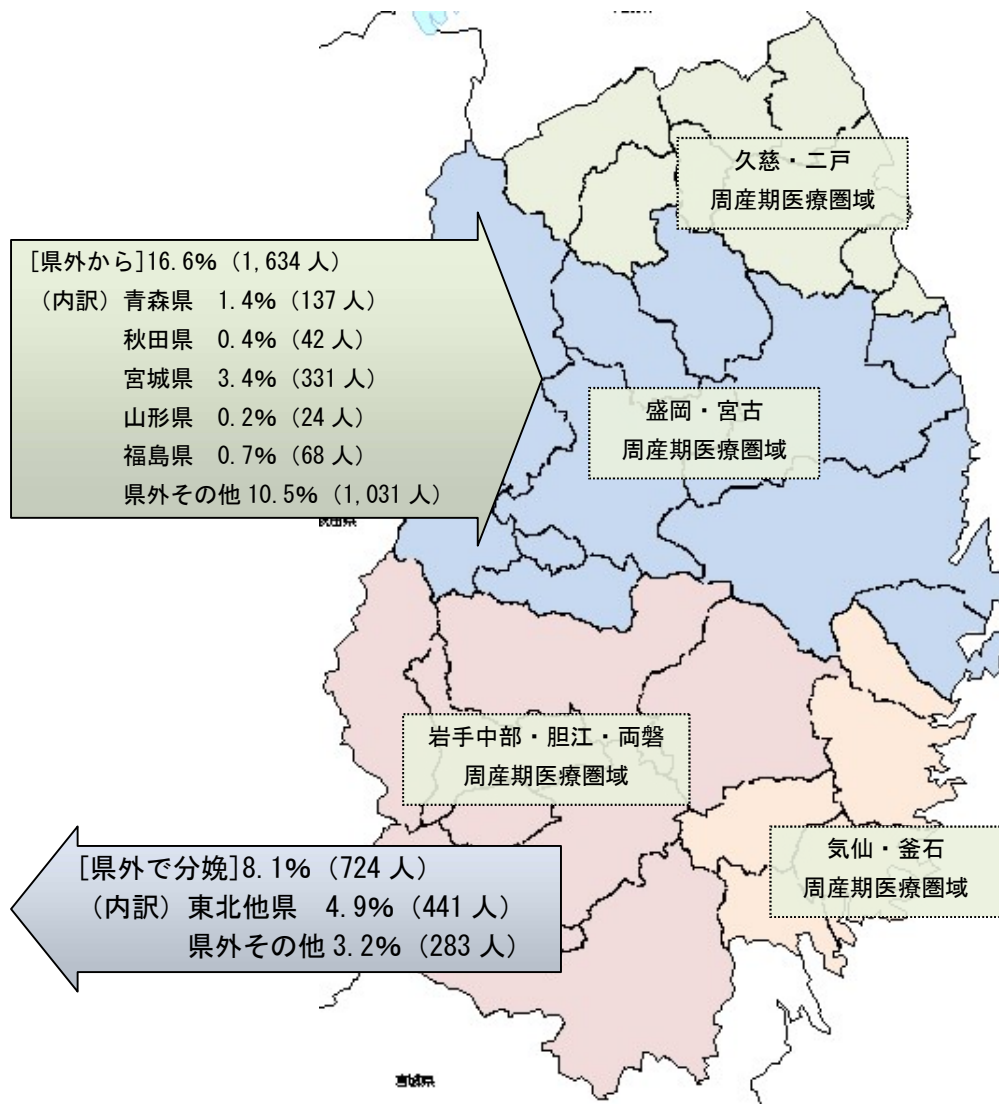 久慈・二戸
周産期医療圏域
[県外から]16.6% (1,634 人)
(内訳) 青森県 1.4% (137 人)
秋田県 0.4% (42 人)
宮城県 3.4% (331 人)
山形県 0.2% (24 人)
福島県 0.7% (68 人)
県外その他 10.5% (1,031 人)
盛岡・宮古
周産期医療圏域
岩手中部・胆江・両磐
周産期医療圏域
気仙・釜石
周産期医療圏域
[県外で分娩]8.1% (724 人)
(内訳) 東北他県 4.9% (441 人)
県外その他 3.2% (283 人)
宮城県